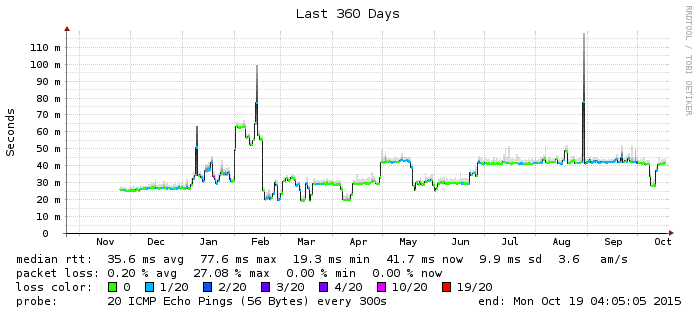 Last 360 Days
RRDTOOL / TOBI OETIKER
Seconds
110 m
100 m
90 m
80 m
70 m
60 m
50 m
40 m
30 m
20 m
10 m
0
Nov Dec Jan Feb Mar Apr May Jun Jul Aug Sep Oct
median rtt: 35.6 ms avg 77.6 ms max 19.3 ms min 41.7 ms now 9.9 ms sd 3.6 am/s
packet loss: 0.20 % avg 27.08 % max 0.00 % min 0.00 % now
loss color: 0 1/20 2/20 3/20 4/20 10/20 19/20
probe: 20 ICMP Echo Pings (56 Bytes) every 300s end: Mon Oct 19 04:05:05 2015